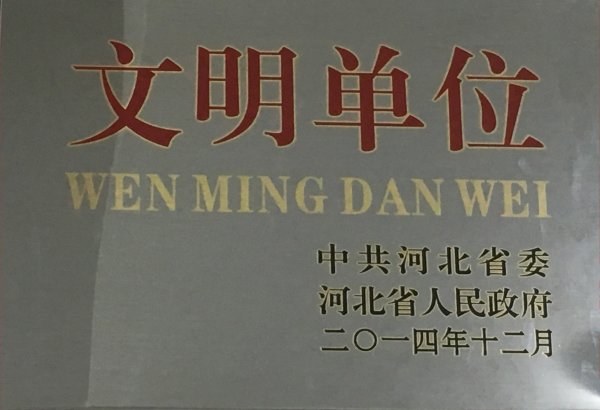 文明单位
WEN MING DAN WEI
中共河北省委
河北省人民政府
二〇一四年十二月